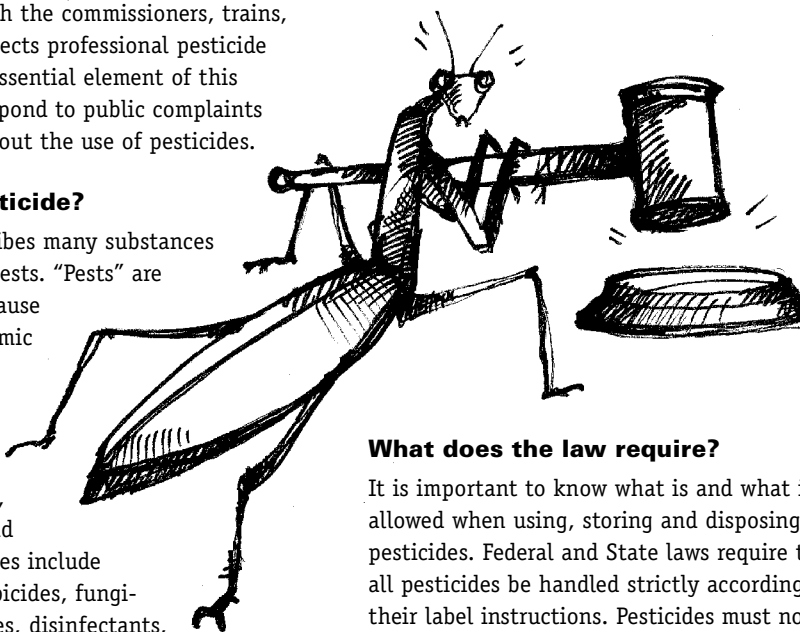 h the commissioners, trains,
ects professional pesticide
ssential element of this
pond to public complaints
out the use of pesticides.
ticide?
ibes many substances
ests. “Pests” are
ause
mic
,
d
es include
icides, fungi-
es, disinfectants,
What does the law require?
It is important to know what is and what i
allowed when using, storing and disposing
pesticides. Federal and State laws require t
all pesticides be handled strictly according
their label instructions. Pesticides must no